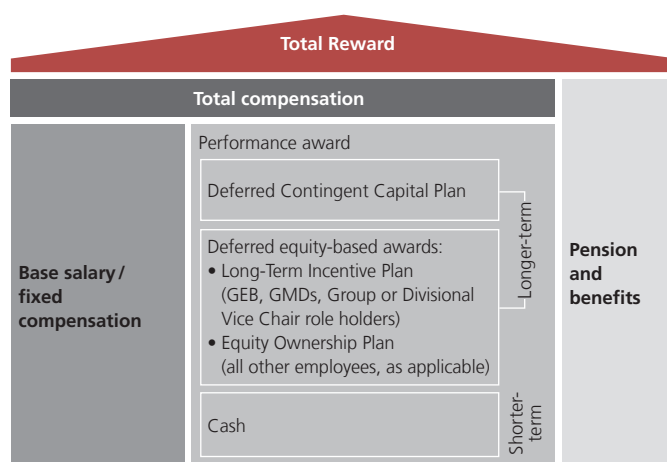 Total Reward
Total compensation
Base salary /
fixed
compensation
Performance award
Deferred Contingent Capital Plan
Deferred equity-based awards:
• Long-Term Incentive Plan
(GEB, GMDs, Group or Divisional
Vice Chair role holders)
• Equity Ownership Plan
(all other employees, as applicable)
Cash
Longer-term
Shorter-
term
Pension
and
benefits